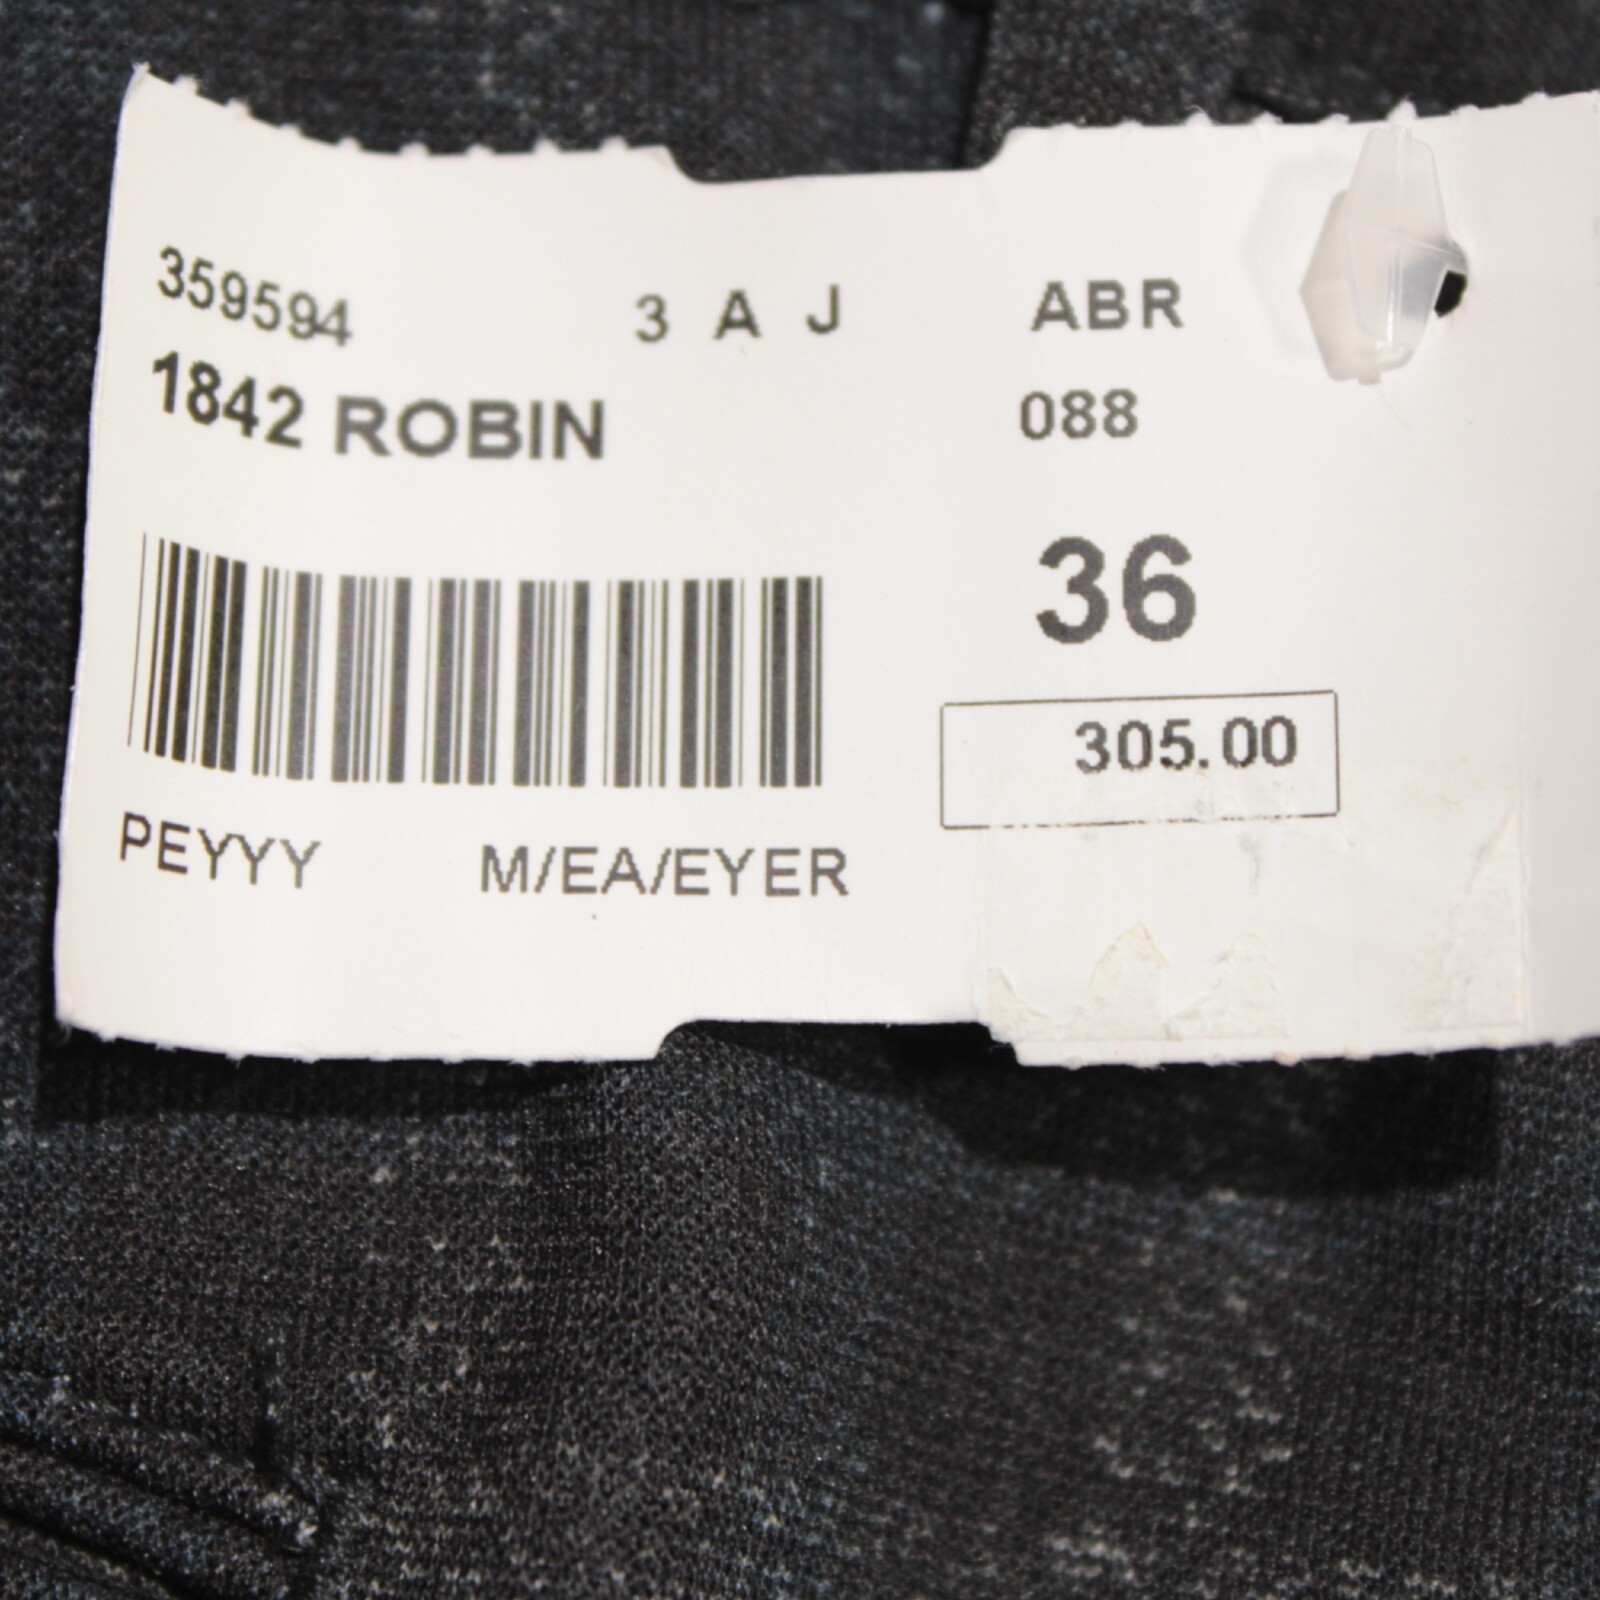 359594 3 A J ABR
1842 ROBIN 088
36
305.00
PEYYY M/EA/EYER